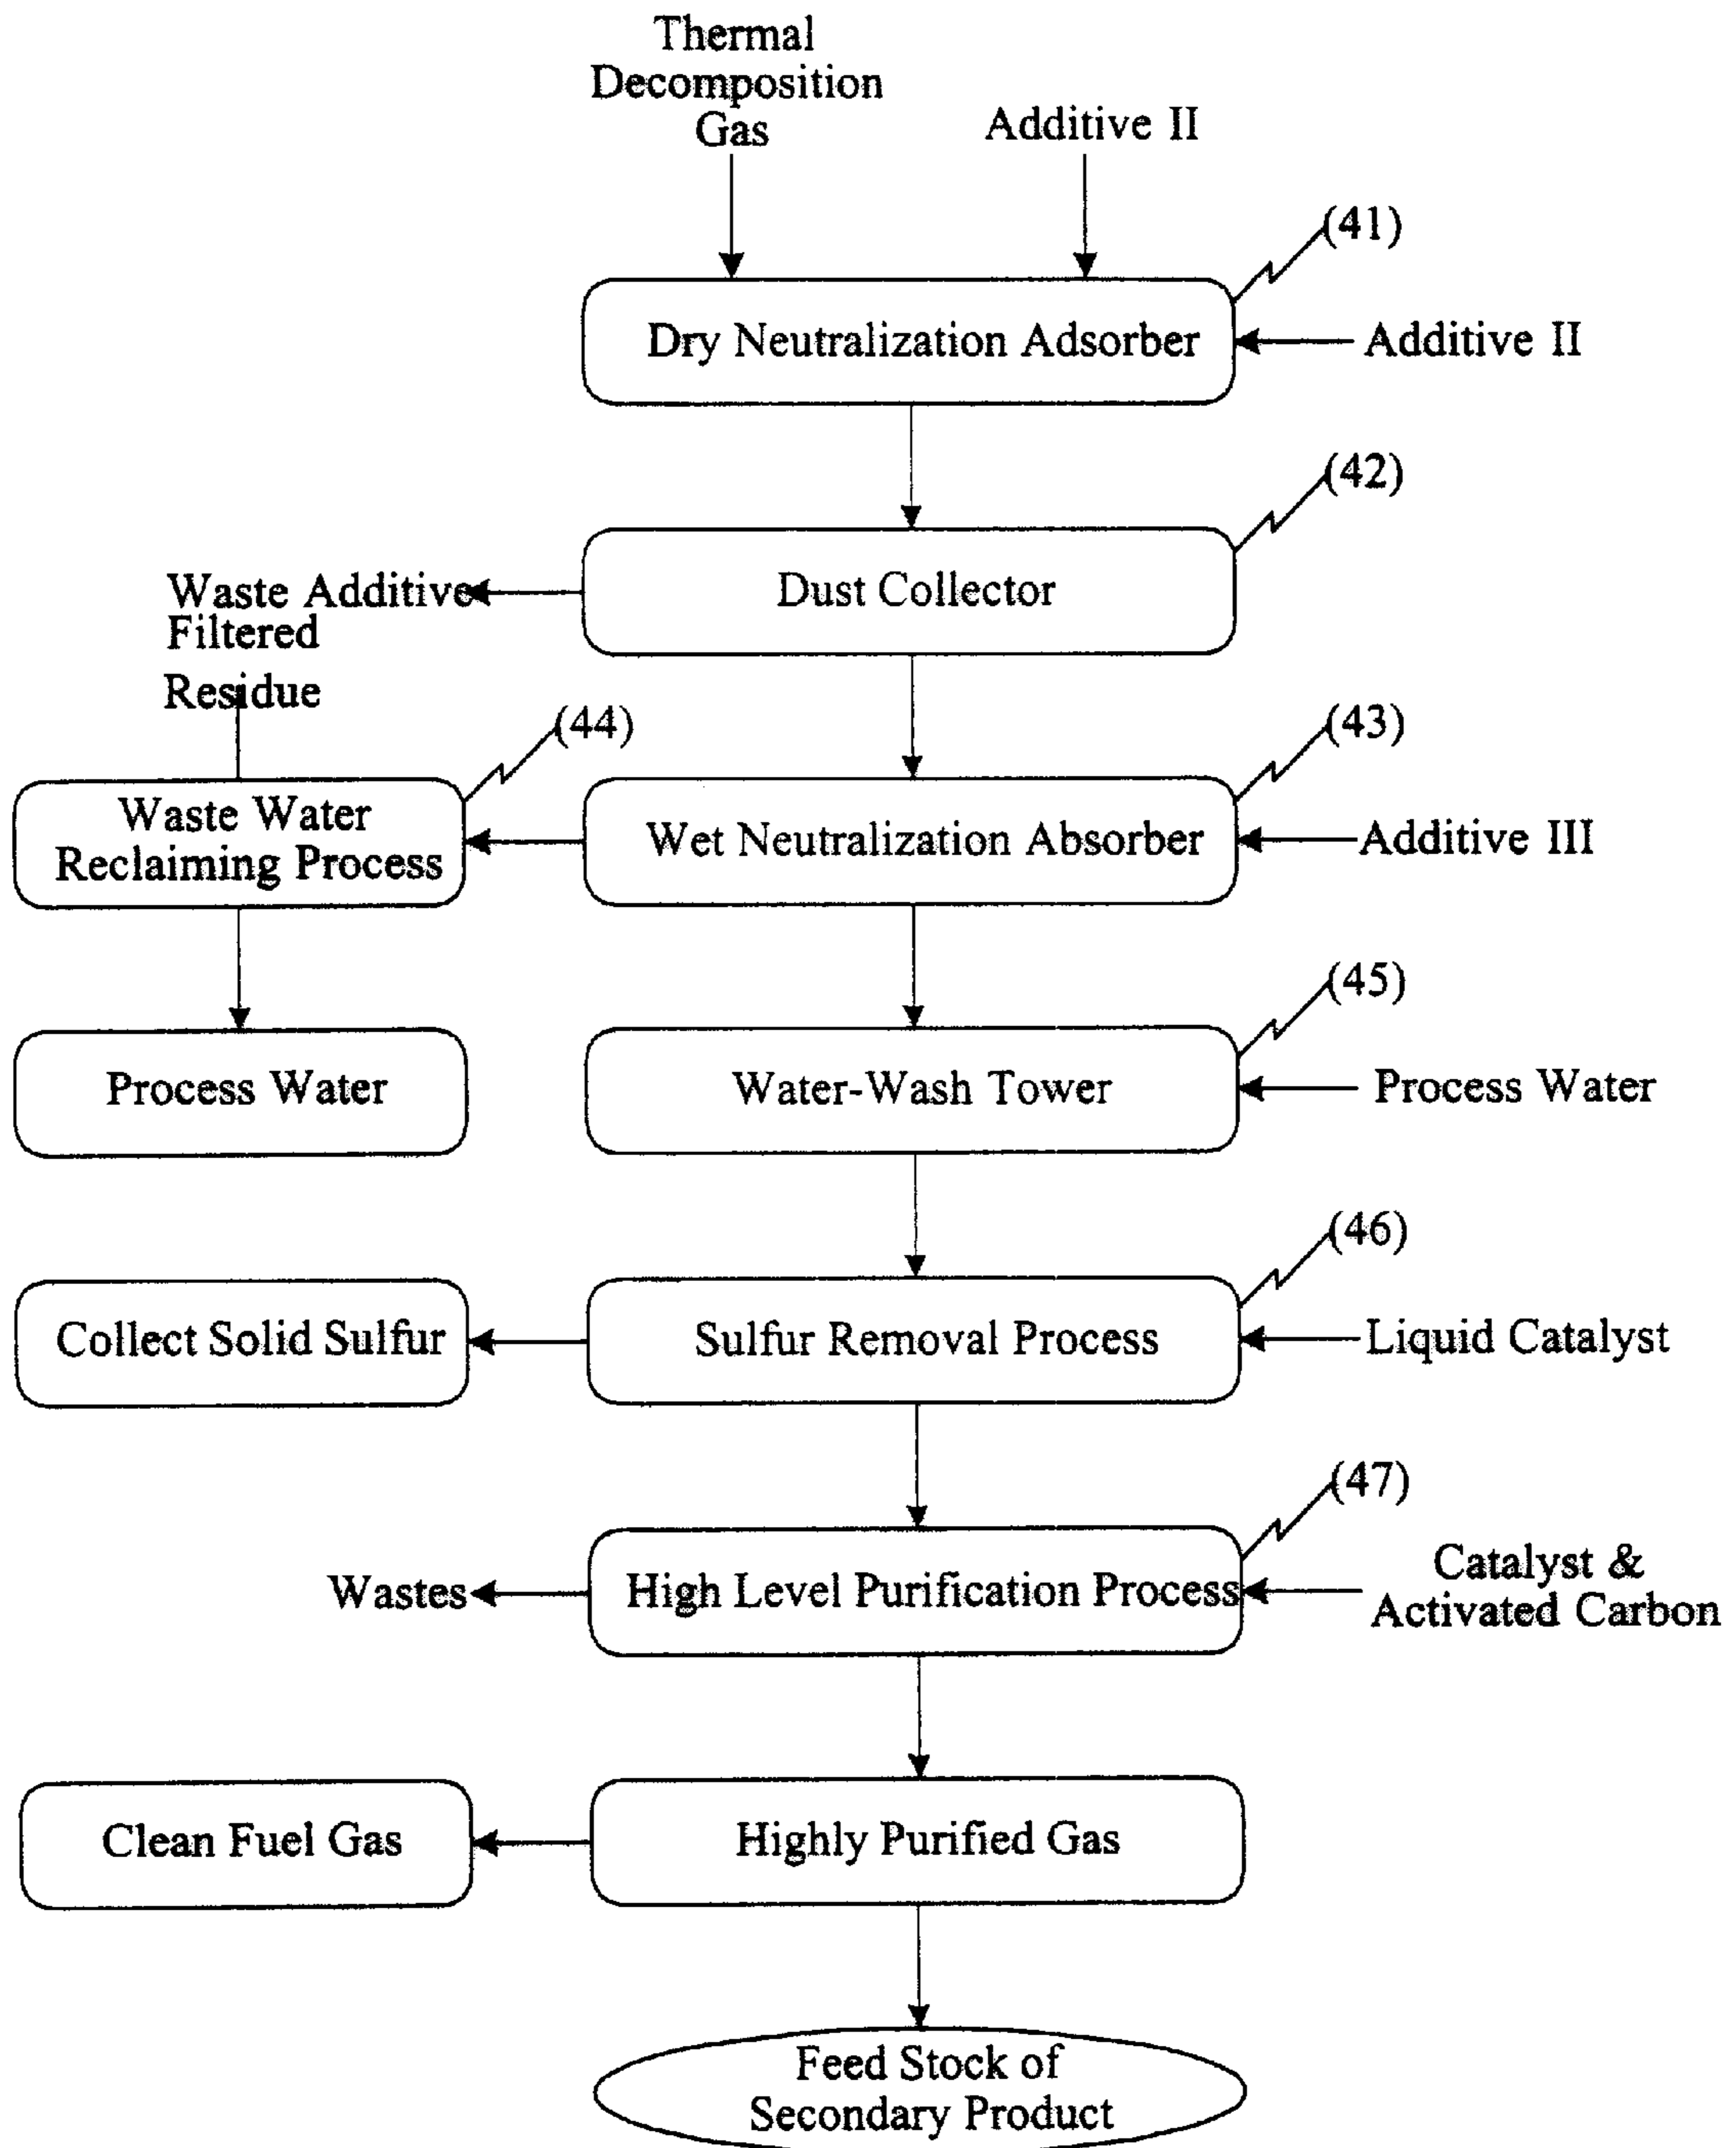 Thermal
Decomposition
Gas
Additive II
(41)
Dry Neutralization Adsorber
Additive II
(42)
Waste Additive
Dust Collector
Filtered
Residue
(44)
(43)
Waste Water
Reclaiming Process
Wet Neutralization Absorber
Additive III
(45)
Process Water
Water-Wash Tower
Process Water
(46)
Collect Solid Sulfur
Sulfur Removal Process
Liquid Catalyst
(47)
Wastes
High Level Purification Process
Catalyst &
Activated Carbon
Clean Fuel Gas
Highly Purified Gas
Feed Stock of
Secondary Product